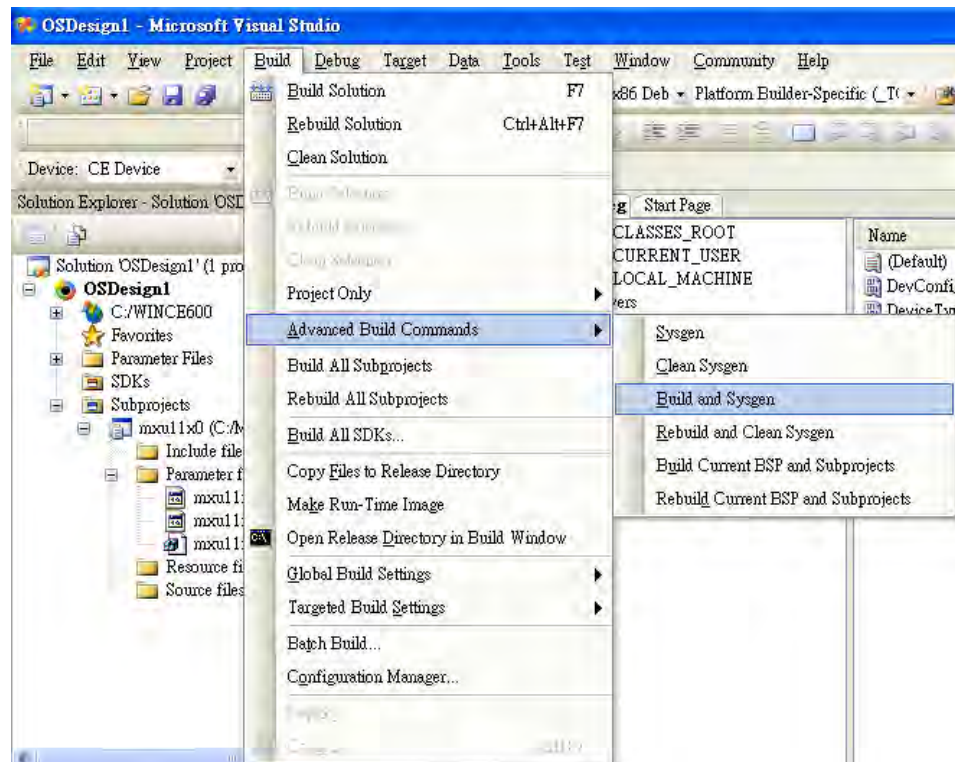 OSDesign1 - Microsoft Visual Studio
File Edit View Project Build Debug Target Data Tools Test Window Community Help
x86 Deb Platform Builder-Specific (_T(
Device: CE Device
Solution Explorer - Solution 'OSD
Solution 'OSDesign1' (1 pro
OSDesign1
C:/WINCE600
Favorites
Parameter Files
SDKs
Subprojects
mxu11x0 (C:/
Include file
Parameter f
mxu11
mxu11
mxu11
Resource fi
Source files
Build Solution F7
Rebuild Solution Ctrl+Alt+F7
Clean Solution
Project Only
Advanced Build Commands
Build All Subprojects
Rebuild All Subprojects
Build All SDKs...
Copy Files to Release Directory
Make Run-Time Image
Open Release Directory in Build Window
Global Build Settings
Targeted Build Settings
Batch Build...
Configuration Manager...
Sysgen
Clean Sysgen
Build and Sysgen
Rebuild and Clean Sysgen
Build Current BSP and Subprojects
Rebuild Current BSP and Subprojects
g Start Page
CLASSES_ROOT
CURRENT_USER
LOCAL_MACHINE
vers
Name
(Default)
DevConfi
DeviceTyp